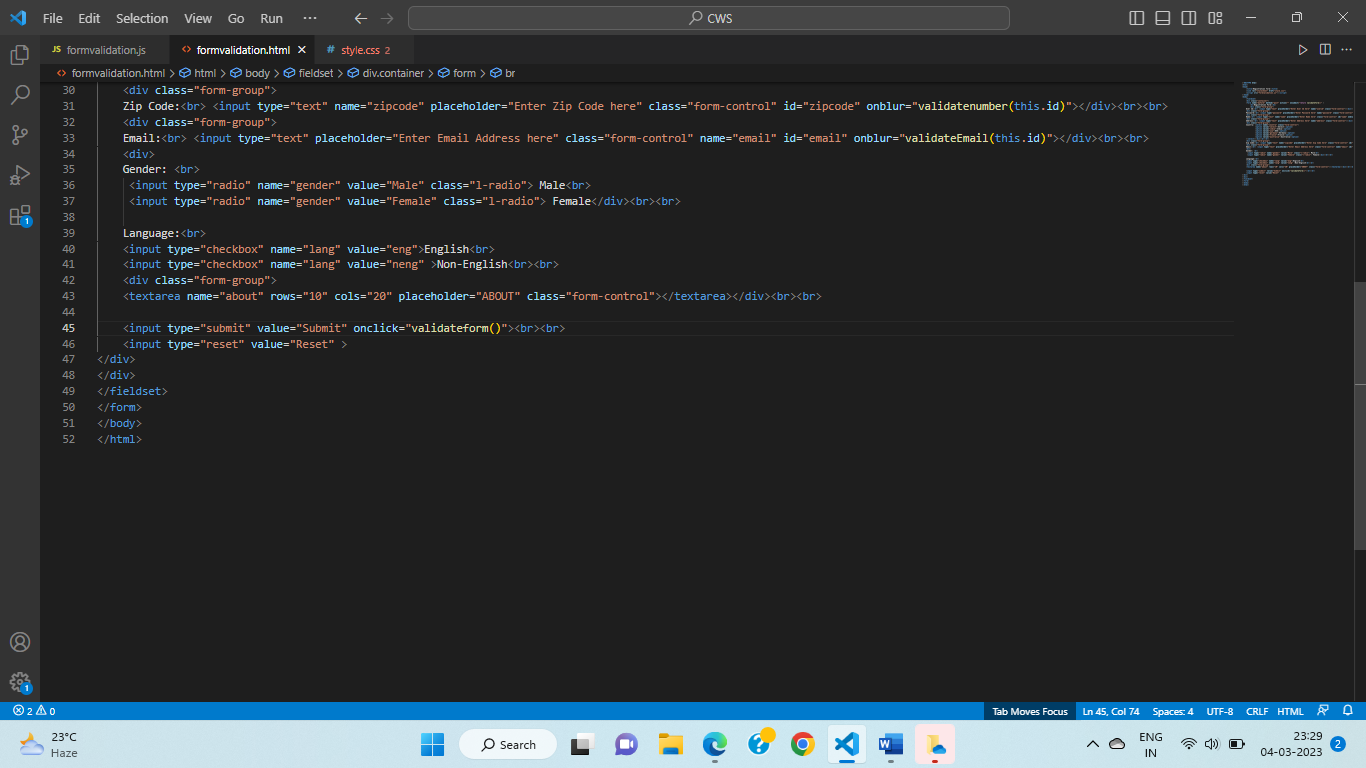 File Edit Selection View Go Run ··· CWS
JS formvalidation.js <> formvalidation.html # style.css 2
<> formvalidation.html > html > body > fieldset > div.container > form > br
30 <div class="form-group">
31 Zip Code:<br> <input type="text" name="zipcode" placeholder="Enter Zip Code here" class="form-control" id="zipcode" onblur="validatenumber(this.id)"></div><br><br>
32 <div class="form-group">
33 Email:<br> <input type="text" placeholder="Enter Email Address here" class="form-control" name="email" id="email" onblur="validateEmail(this.id)"></div><br><br>
34 <div>
35 Gender: <br>
36 <input type="radio" name="gender" value="Male" class="l-radio"> Male<br>
37 <input type="radio" name="gender" value="Female" class="l-radio"> Female</div><br><br>
38
39 Language:<br>
40 <input type="checkbox" name="lang" value="eng">English<br>
41 <input type="checkbox" name="lang" value="neng" >Non-English<br><br>
42 <div class="form-group">
43 <textarea name="about" rows="10" cols="20" placeholder="ABOUT" class="form-control"></textarea></div><br><br>
44
45 <input type="submit" value="Submit" onclick="validateform()"><br><br>
46 <input type="reset" value="Reset" >
47 </div>
48 </div>
49 </fieldset>
50 </form>
51 </body>
52 </html>
1
1
2 0 Tab Moves Focus Ln 45, Col 74 Spaces: 4 UTF-8 CRLF HTML
23°C
Haze
Search
ENG
IN
23:29
04-03-2023
2